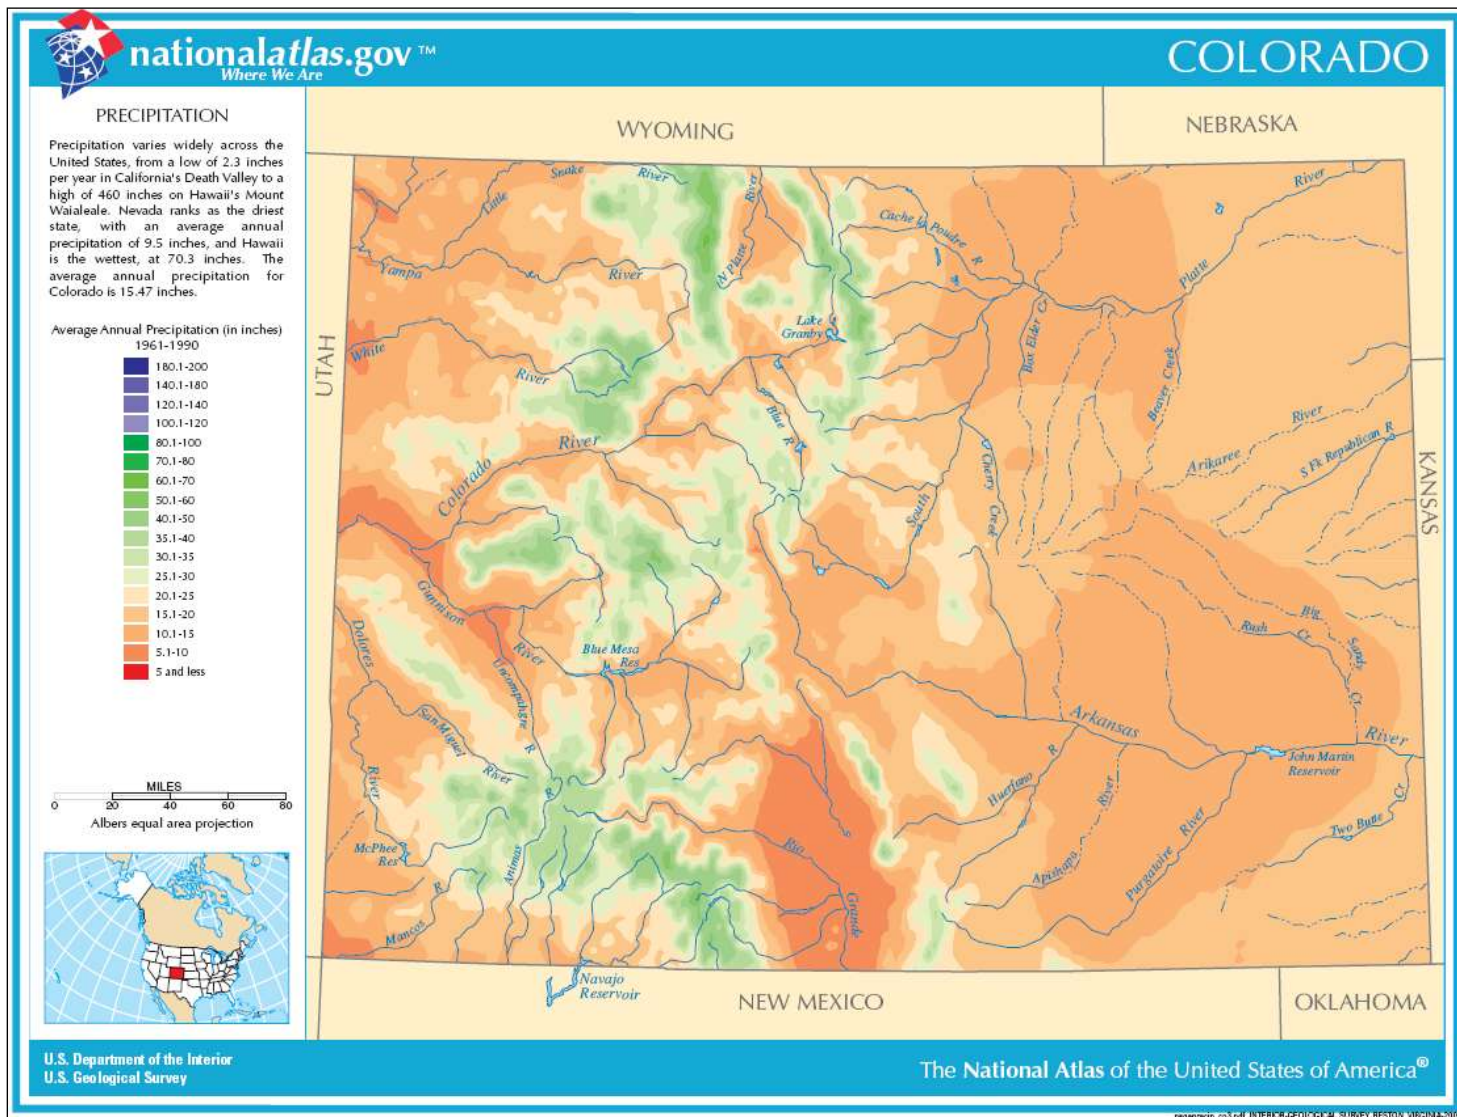 nationalatlas.gov ™
Where We Are
COLORADO
PRECIPITATION
Precipitation varies widely across the
United States, from a low of 2.3 inches
per year in California's Death Valley to a
high of 460 inches on Hawaii's Mount
Waialeale. Nevada ranks as the driest
state, with an average annual
precipitation of 9.5 inches, and Hawaii
is the wettest, at 70.3 inches. The
average annual precipitation for
Colorado is 15.47 inches.
Average Annual Precipitation (in inches)
1961-1990
180.1-200
140.1-180
120.1-140
100.1-120
80.1-100
70.1-80
60.1-70
50.1-60
40.1-50
35.1-40
30.1-35
25.1-30
20.1-25
15.1-20
10.1-15
5.1-10
5 and less
MILES
0 20 40 60 80
Albers equal area projection
WYOMING
NEBRASKA
UTAH
KANSAS
NEW MEXICO
OKLAHOMA
Little Snake River
Yampa River
White River
N Platte River
Cache la Poudre R
Lake
Granby
Box Elder Cr
South Platte River
Beaver Creek
Blue R
Cherry Creek
Arikaree River
S Fk Republican R
Colorado River
Gunnison River
Dolores River
Uncompahgre R
Blue Mesa
Res
San Miguel River
McPhee
Res
Mancos R
Animas R
Navajo
Reservoir
Rio Grande
Arkansas River
Huerfano R
Apishapa River
Purgatoire River
John Martin
Reservoir
Rush Cr
Big Sandy Cr
Two Butte Cr
U.S. Department of the Interior
U.S. Geological Survey
The National Atlas of the United States of America®